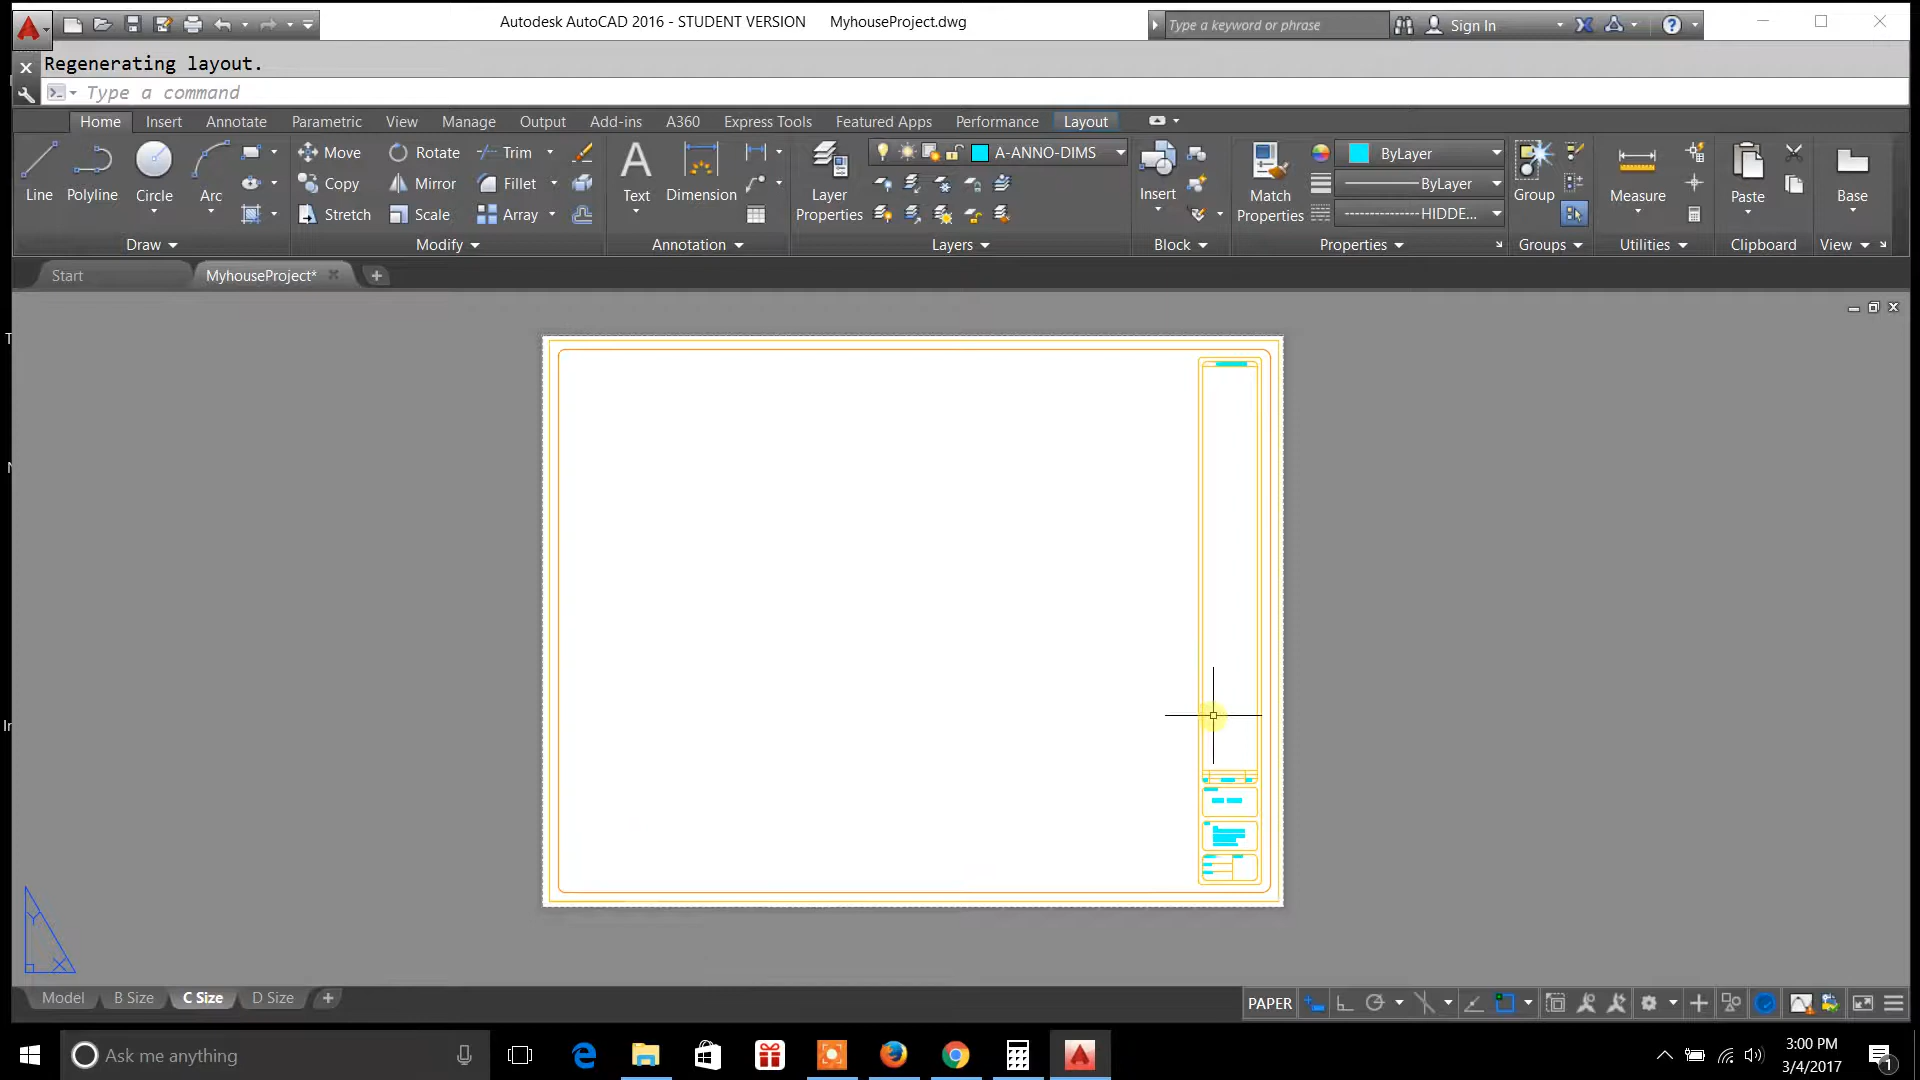 Autodesk AutoCAD 2016 - STUDENT VERSION MyhouseProject.dwg
Type a keyword or phrase
Sign In
Regenerating layout.
Type a command
Home Insert Annotate Parametric View Manage Output Add-ins A360 Express Tools Featured Apps Performance Layout
Line
Polyline
Circle
Arc
Move
Rotate
Trim
Copy
Mirror
Fillet
Stretch
Scale
Array
Text
Dimension
Layer
Properties
A-ANNO-DIMS
Insert
Match
Properties
ByLayer
ByLayer
HIDDE...
Group
Measure
Paste
Base
Draw
Modify
Annotation
Layers
Block
Properties
Groups
Utilities
Clipboard
View
Start MyhouseProject*
Y
X
Model B Size C Size D Size
PAPER
Ask me anything
3:00 PM
3/4/2017
1